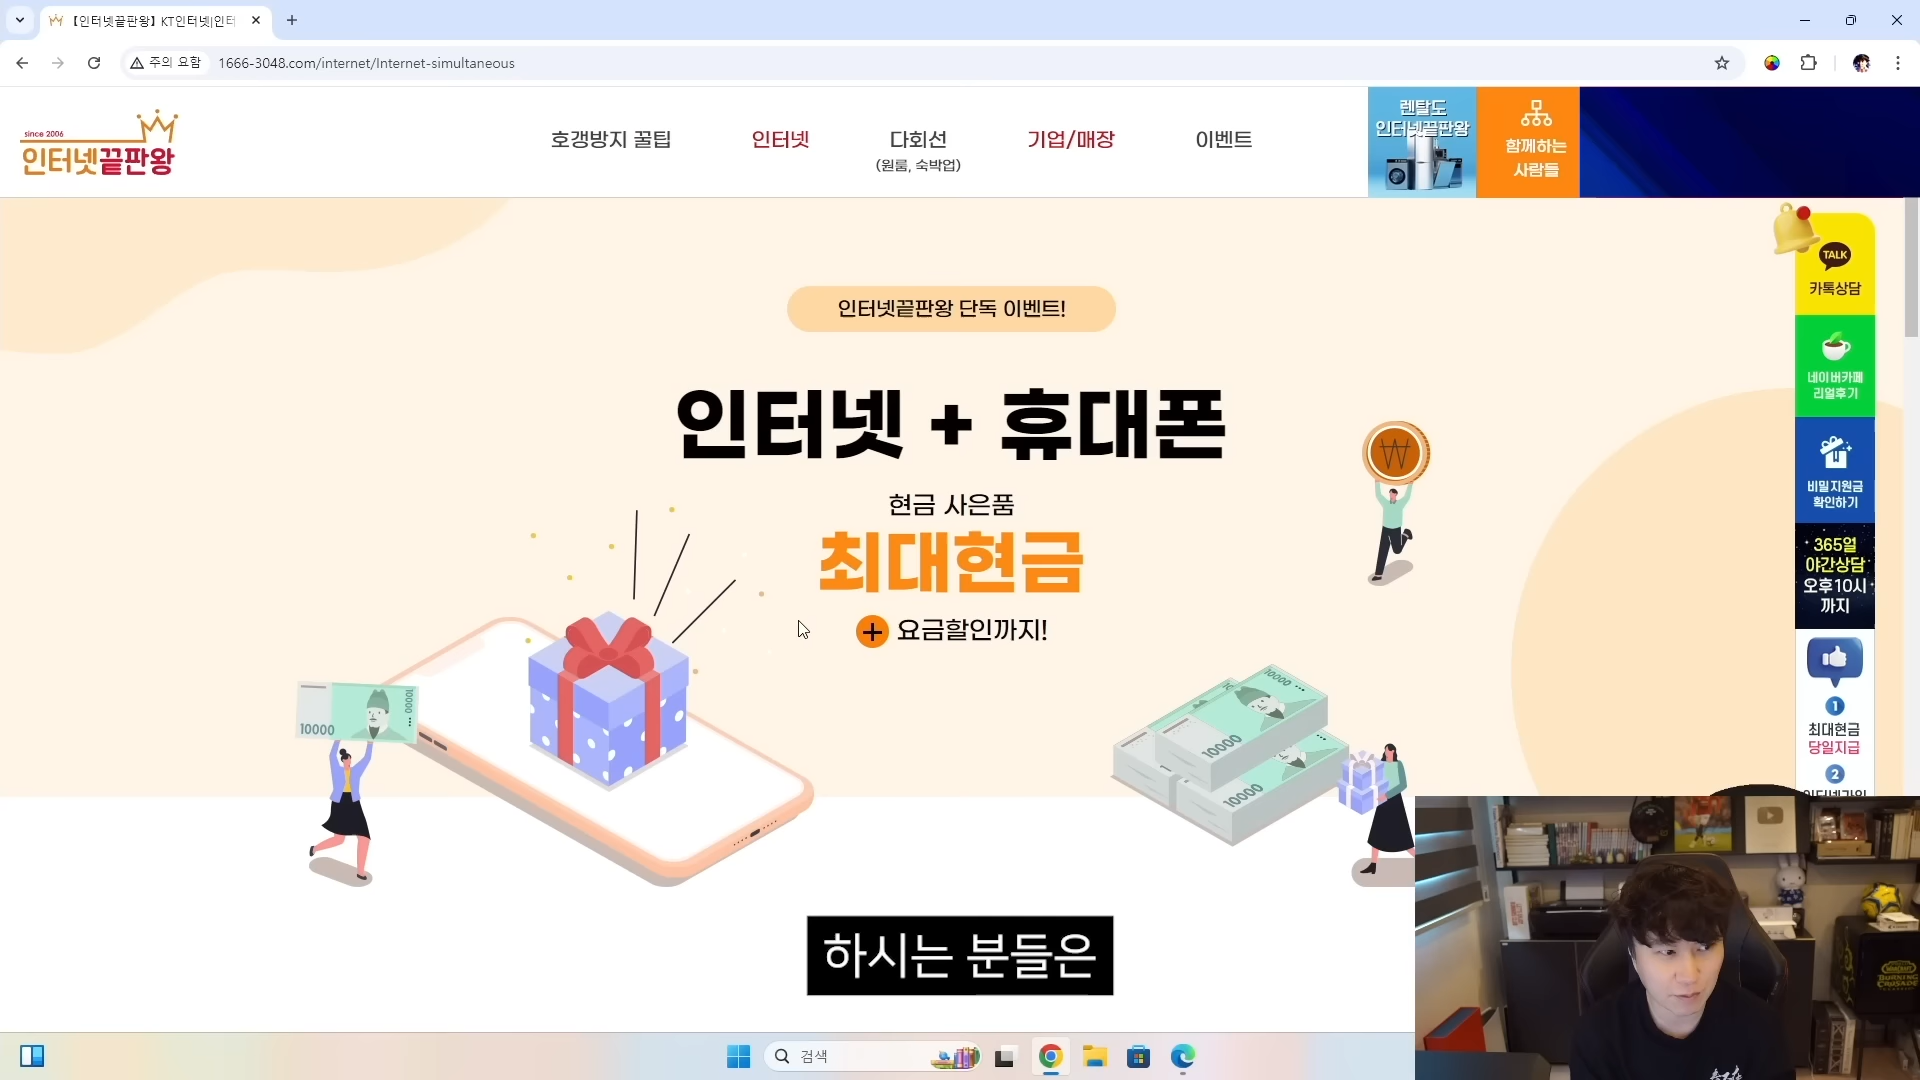 【인터넷끝판왕】 KT인터넷|인터
주의 요함
1666-3048.com/internet/Internet-simultaneous
since 2006
인터넷끝판왕
호갱방지 꿀팁
인터넷
다회선
(원룸, 숙박업)
기업/매장
이벤트
렌탈도
인터넷끝판왕
함께하는
사람들
TALK
카톡상담
네이버카페
리얼후기
비밀지원금
확인하기
365일
야간상담
오후10시
까지
1
최대현금
당일지급
2
인터넷끝판왕 단독 이벤트!
인터넷 + 휴대폰
현금 사은품
최대현금
+ 요금할인까지!
10000
10000
10000
10000
10000
하시는 분들은
검색